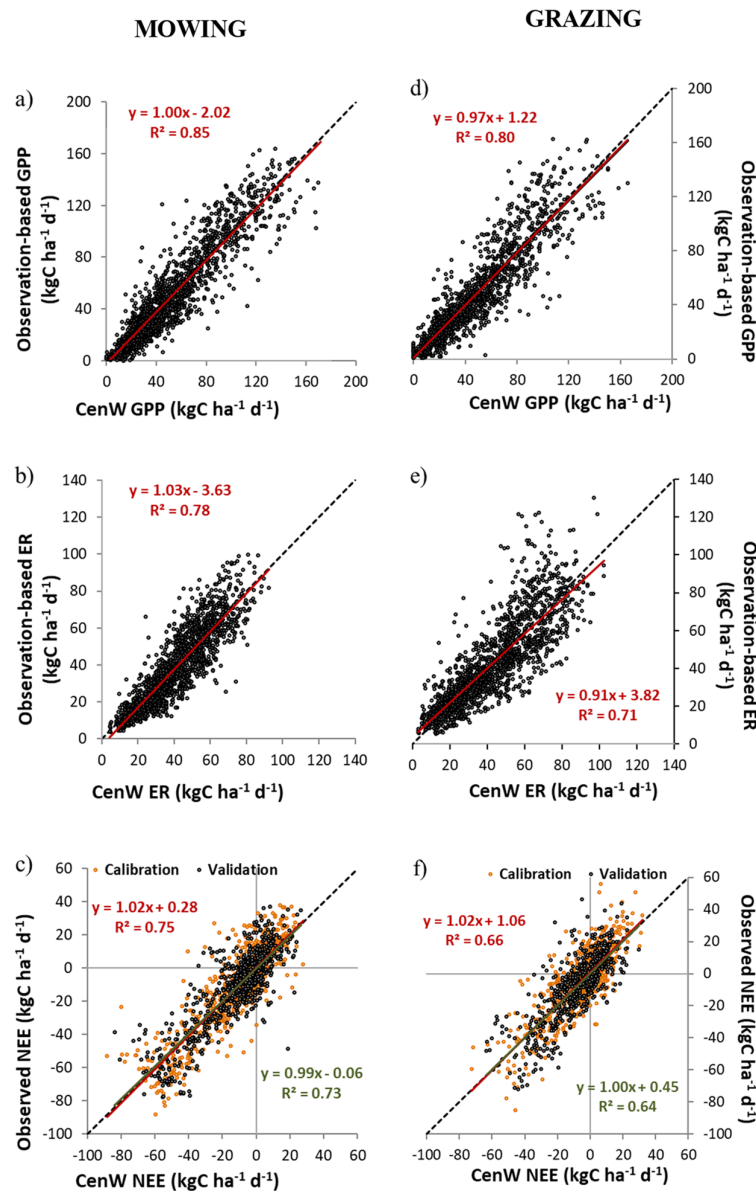 MOWING
GRAZING
a)
200
160
120
80
40
0
y = 1.00x - 2.02
R² = 0.85
Observation-based GPP
(kgC ha⁻¹ d⁻¹)
0 40 80 120 160 200
CenW GPP (kgC ha⁻¹ d⁻¹)
d)
y = 0.97x + 1.22
R² = 0.80
200
160
120
80
40
0
Observation-based GPP
(kgC ha⁻¹ d⁻¹)
0 40 80 120 160 200
CenW GPP (kgC ha⁻¹ d⁻¹)
b)
140
120
100
80
60
40
20
0
y = 1.03x - 3.63
R² = 0.78
Observation-based ER
(kgC ha⁻¹ d⁻¹)
0 20 40 60 80 100 120 140
CenW ER (kgC ha⁻¹ d⁻¹)
e)
140
120
100
80
60
40
20
0
y = 0.91x + 3.82
R² = 0.71
Observation-based ER
(kgC ha⁻¹ d⁻¹)
0 20 40 60 80 100 120 140
CenW ER (kgC ha⁻¹ d⁻¹)
c)
60
40
20
0
-20
-40
-60
-80
-100
Calibration Validation
y = 1.02x + 0.28
R² = 0.75
y = 0.99x - 0.06
R² = 0.73
Observed NEE (kgC ha⁻¹ d⁻¹)
-100 -80 -60 -40 -20 0 20 40 60
CenW NEE (kgC ha⁻¹ d⁻¹)
f)
Calibration Validation
y = 1.02x + 1.06
R² = 0.66
y = 1.00x + 0.45
R² = 0.64
60
40
20
0
-20
-40
-60
-80
-100
Observed NEE (kgC ha⁻¹ d⁻¹)
-100 -80 -60 -40 -20 0 20 40 60
CenW NEE (kgC ha⁻¹ d⁻¹)